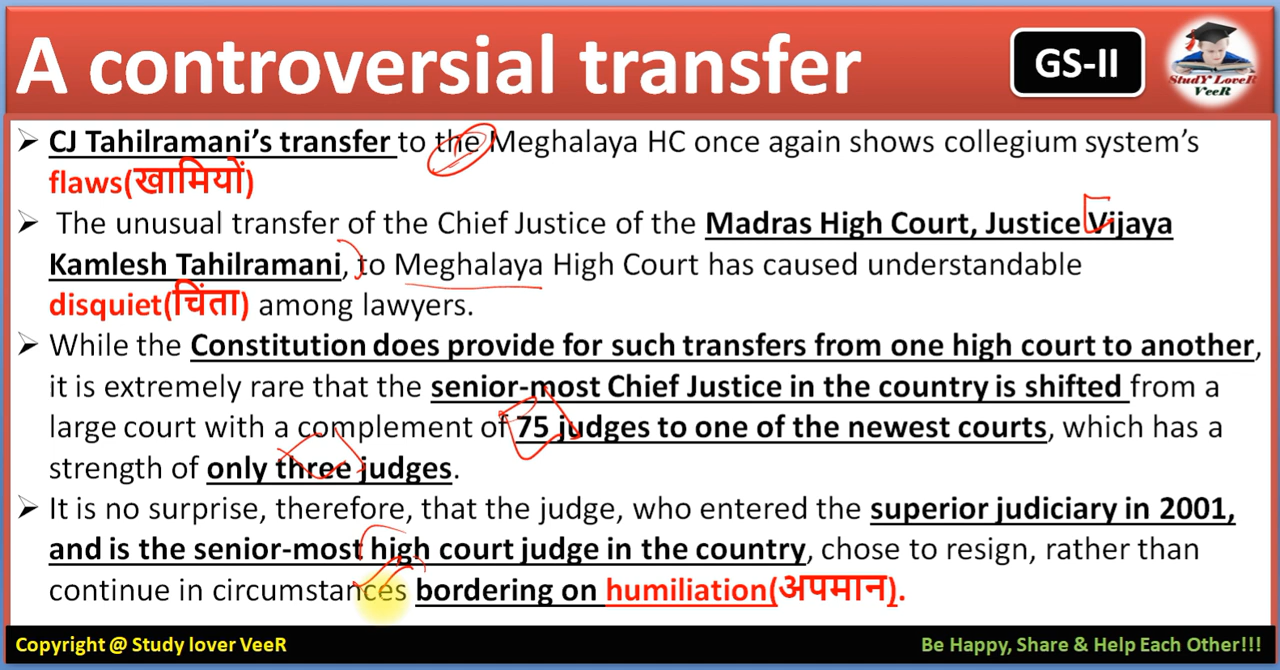 A controversial transfer
GS-II
StudY LoveR
VeeR
➢ CJ Tahilramani's transfer to the Meghalaya HC once again shows collegium system's
flaws(खामियों)
➢ The unusual transfer of the Chief Justice of the Madras High Court, Justice Vijaya
Kamlesh Tahilramani, to Meghalaya High Court has caused understandable
disquiet(चिंता) among lawyers.
➢ While the Constitution does provide for such transfers from one high court to another,
it is extremely rare that the senior-most Chief Justice in the country is shifted from a
large court with a complement of 75 judges to one of the newest courts, which has a
strength of only three judges.
➢ It is no surprise, therefore, that the judge, who entered the superior judiciary in 2001,
and is the senior-most high court judge in the country, chose to resign, rather than
continue in circumstances bordering on humiliation(अपमान).
Copyright @ Study lover VeeR
Be Happy, Share & Help Each Other!!!